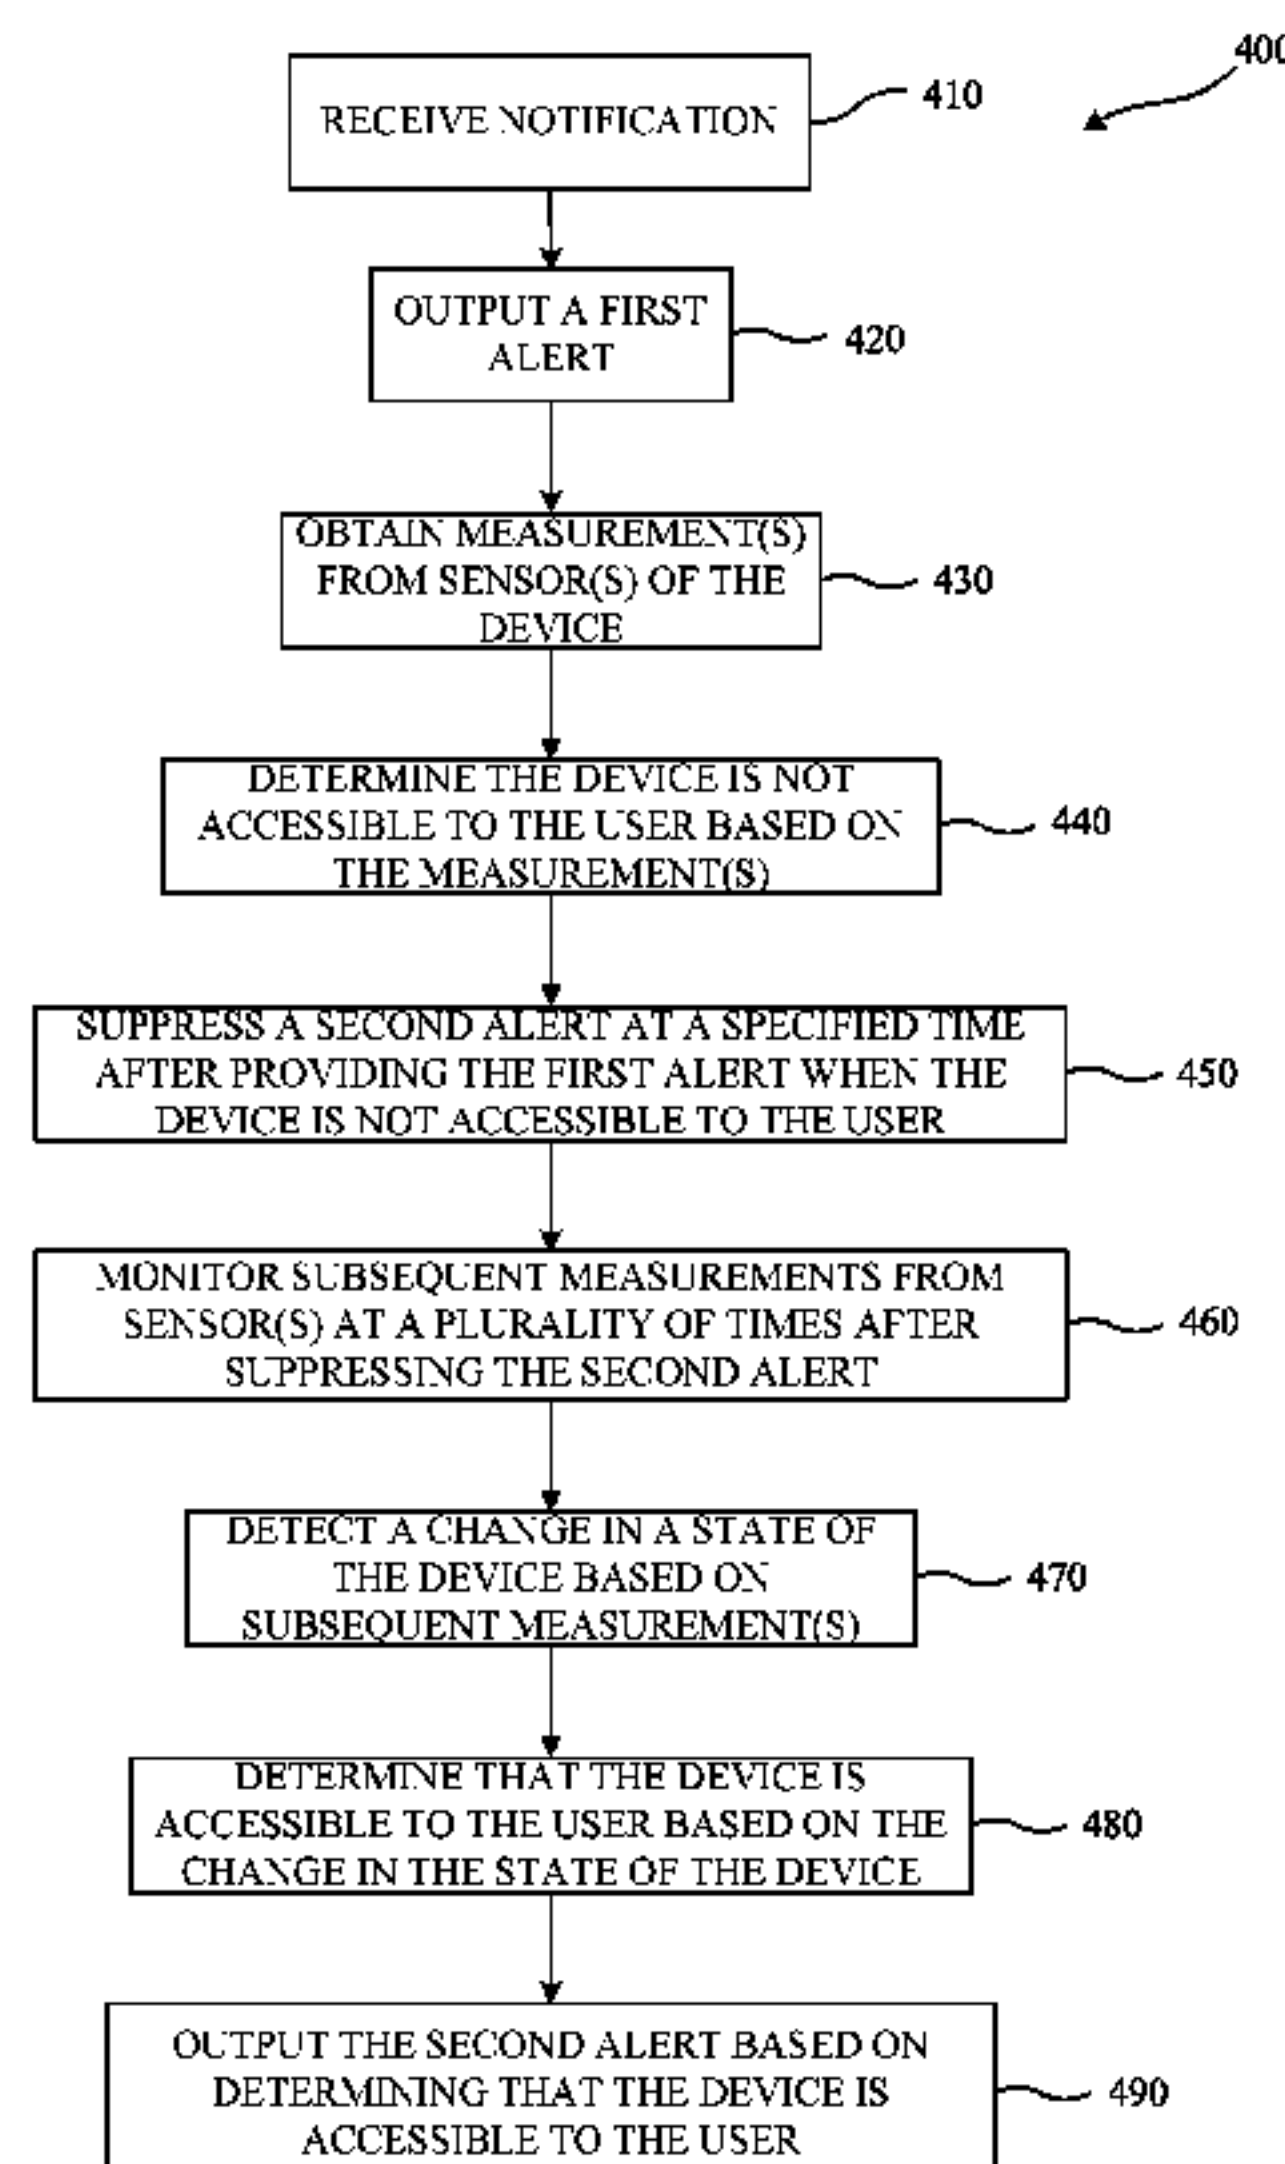 400
RECEIVE NOTIFICATION
410
OUTPUT A FIRST
ALERT
420
OBTAIN MEASUREMENT(S)
FROM SENSOR(S) OF THE
DEVICE
430
DETERMINE THE DEVICE IS NOT
ACCESSIBLE TO THE USER BASED ON
THE MEASUREMENT(S)
440
SUPPRESS A SECOND ALERT AT A SPECIFIED TIME
AFTER PROVIDING THE FIRST ALERT WHEN THE
DEVICE IS NOT ACCESSIBLE TO THE USER
450
MONITOR SUBSEQUENT MEASUREMENTS FROM
SENSOR(S) AT A PLURALITY OF TIMES AFTER
SUPPRESSING THE SECOND ALERT
460
DETECT A CHANGE IN A STATE OF
THE DEVICE BASED ON
SUBSEQUENT MEASUREMENT(S)
470
DETERMINE THAT THE DEVICE IS
ACCESSIBLE TO THE USER BASED ON THE
CHANGE IN THE STATE OF THE DEVICE
480
OUTPUT THE SECOND ALERT BASED ON
DETERMINING THAT THE DEVICE IS
ACCESSIBLE TO THE USER
490